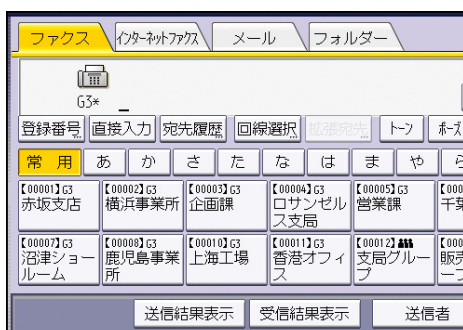 ファクス インターネットファクス メール フォルダー
G3* _
登録番号 直接入力 宛先履歴 回線選択 拡張宛先 トーン ポーズ
常用 あ か さ た な は ま や ら
【00001】G3 【00002】G3 【00003】G3 【00004】G3 【00005】G3 【000
赤坂支店 横浜事業所 企画課 ロサンゼル 営業課 千葉
ス支局
【00007】G3 【00008】G3 【00010】G3 【00011】G3 【00012】 【000
沼津ショー 鹿児島事業 上海工場 香港オフィ 支局グルー 販売
ルーム 所 ス プ ープ
送信結果表示 受信結果表示 送信者